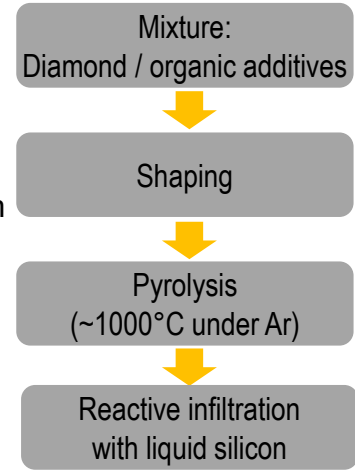 Mixture:
Diamond / organic additives
Shaping
Pyrolysis
(~1000°C under Ar)
Reactive infiltration
with liquid silicon